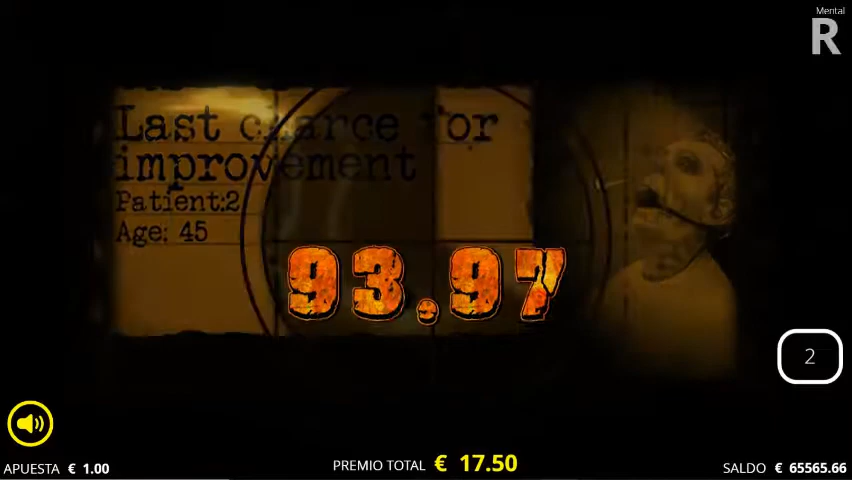 Mental
R
Last chance for
improvement
Patient:2
Age: 45
93.97
2
APUESTA € 1.00
PREMIO TOTAL € 17.50
SALDO € 65565.66